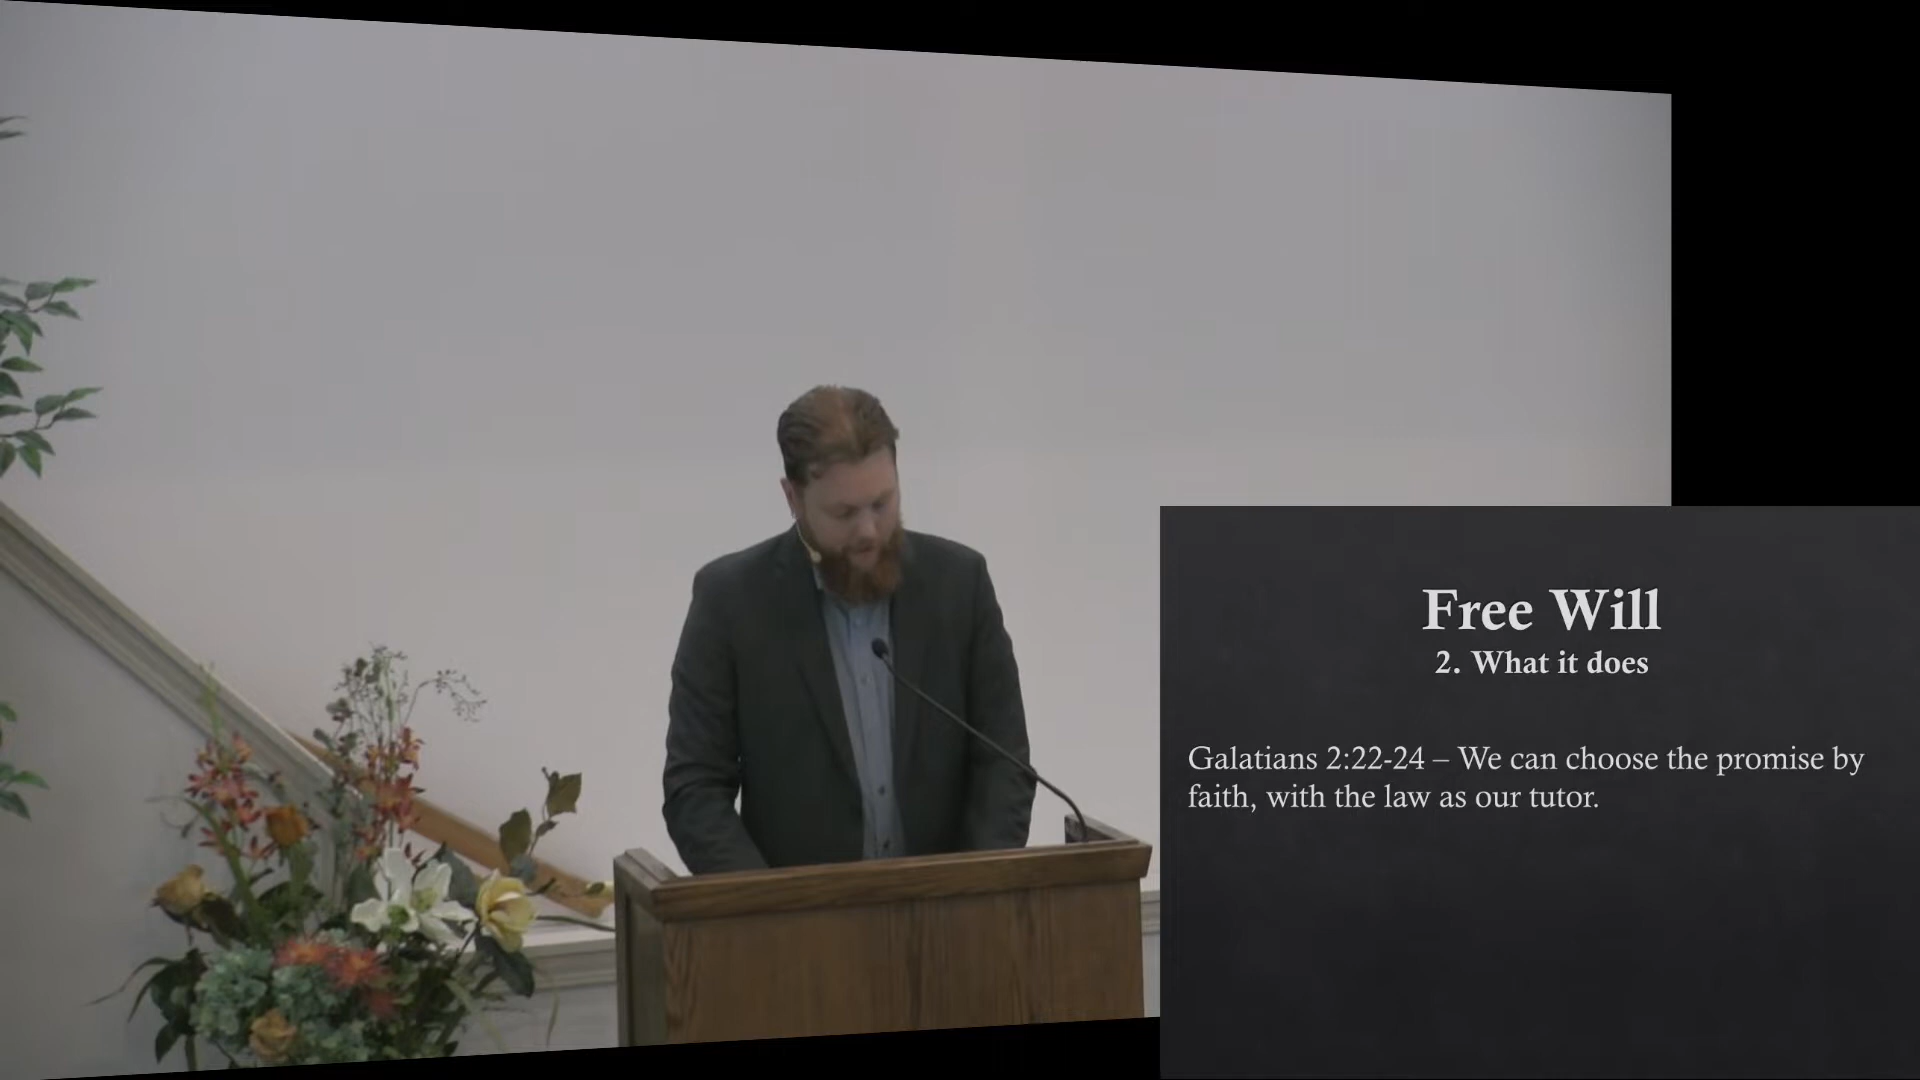 Free Will
2. What it does
Galatians 2:22-24 – We can choose the promise by
faith, with the law as our tutor.